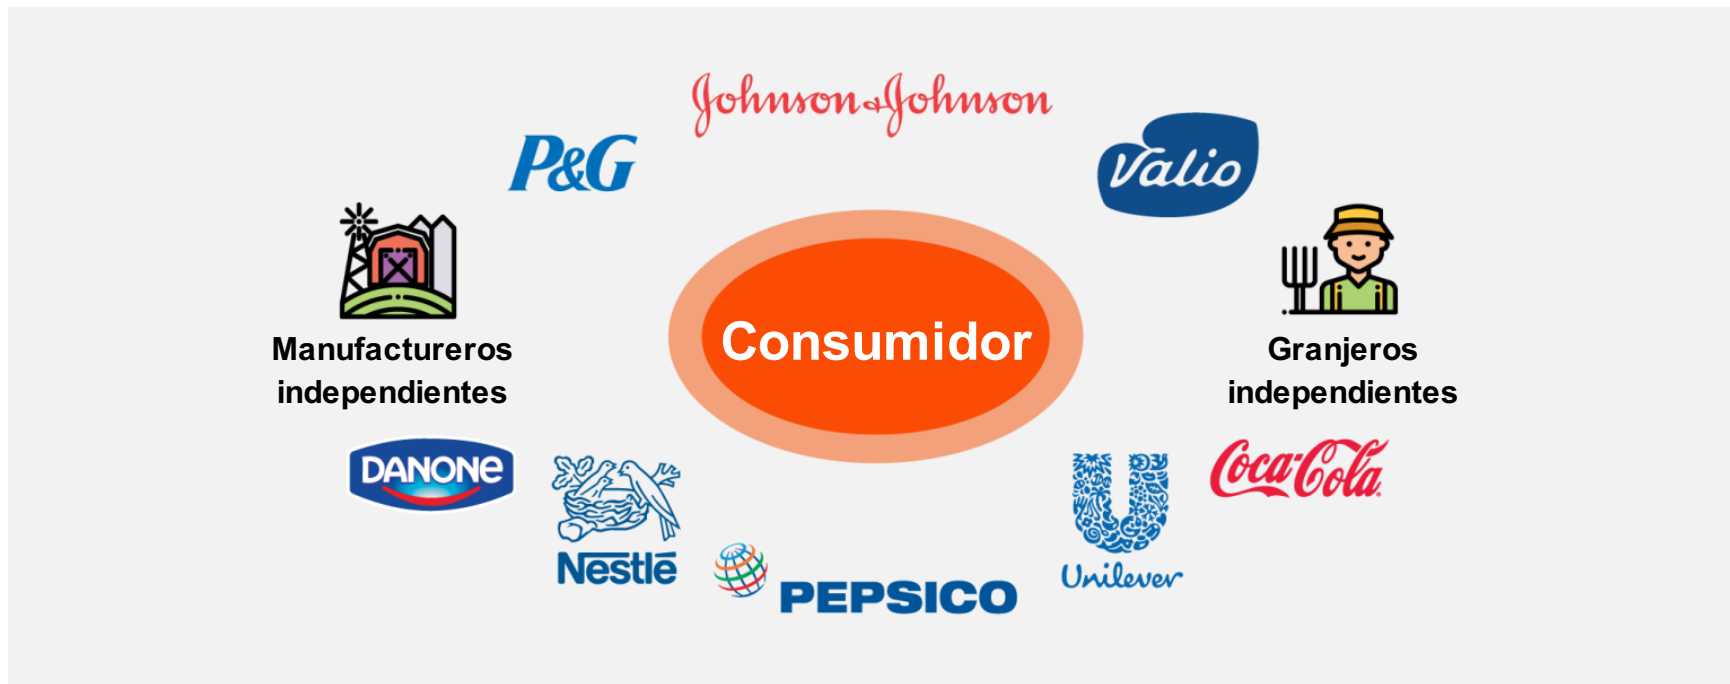 Johnson & Johnson
P&G
Valio
Manufactureros
independientes
Consumidor
Granjeros
independientes
DANONE
Nestlé
PEPSICO
Unilever
Coca-Cola